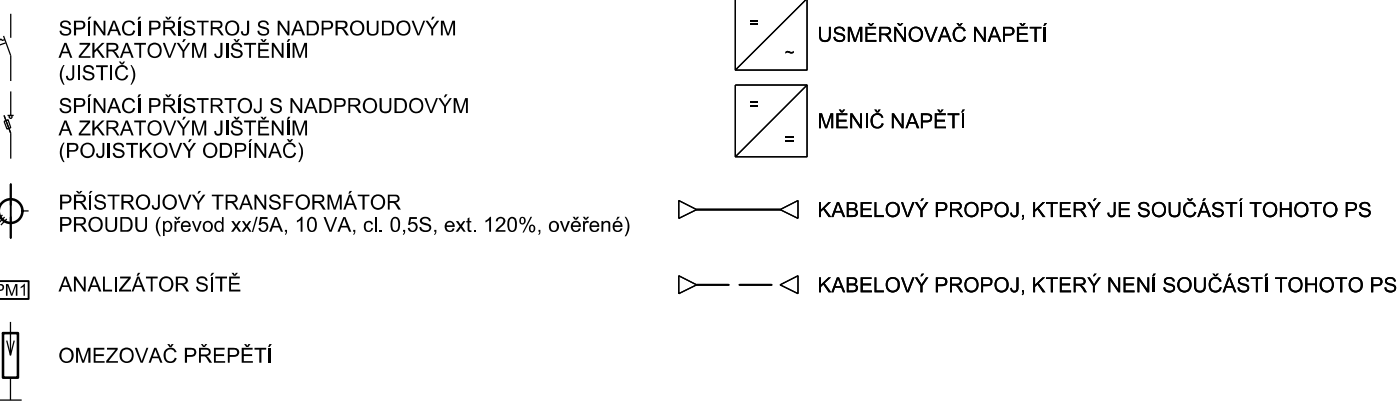 SPÍNACÍ PŘÍSTROJ S NADPROUDOVÝM
A ZKRATOVÝM JIŠTĚNÍM
(JISTIČ)
SPÍNACÍ PŘÍSTRTOJ S NADPROUDOVÝM
A ZKRATOVÝM JIŠTĚNÍM
(POJISTKOVÝ ODPÍNAČ)
PŘÍSTROJOVÝ TRANSFORMÁTOR
PROUDU (převod xx/5A, 10 VA, cl. 0,5S, ext. 120%, ověřené)
PM1 ANALIZÁTOR SÍTĚ
OMEZOVAČ PŘEPĚTÍ
= ~ USMĚRŇOVAČ NAPĚTÍ
= = MĚNIČ NAPĚTÍ
KABELOVÝ PROPOJ, KTERÝ JE SOUČÁSTÍ TOHOTO PS
KABELOVÝ PROPOJ, KTERÝ NENÍ SOUČÁSTÍ TOHOTO PS